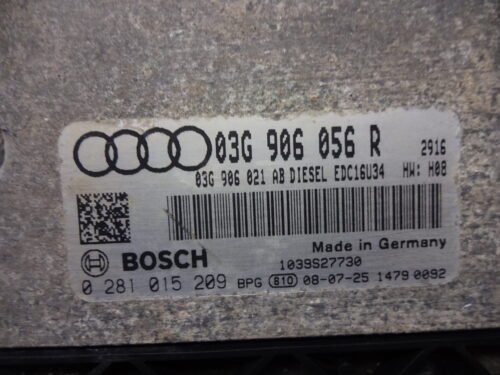 03G 906 056 R 2916
03G 906 021 AB DIESEL EDC16U34 HW: H08
Made in Germany
BOSCH 1039S27730
0 281 015 209 BPG 610 08-07-25 1479 0092